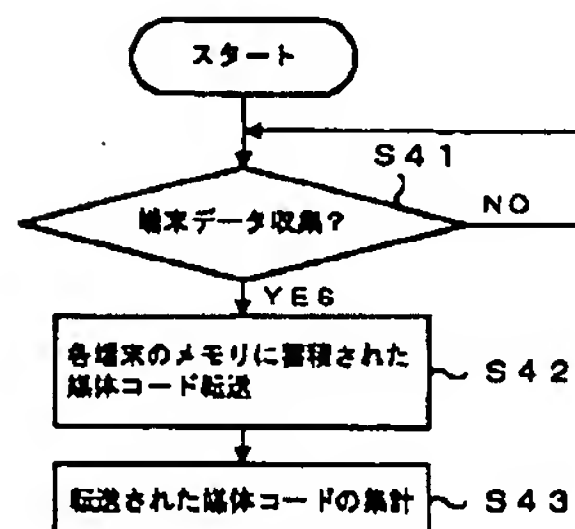 スタート
S41
端末データ収集?
NO
YES
各端末のメモリに蓄積された
媒体コード転送
S42
転送された媒体コードの集計
S43